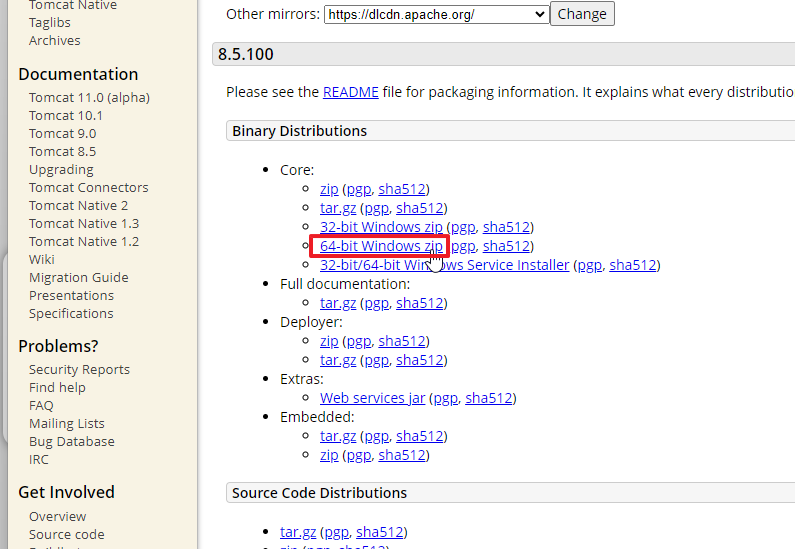 Tomcat Native
Taglibs
Archives
Documentation
Tomcat 11.0 (alpha)
Tomcat 10.1
Tomcat 9.0
Tomcat 8.5
Upgrading
Tomcat Connectors
Tomcat Native 2
Tomcat Native 1.3
Tomcat Native 1.2
Wiki
Migration Guide
Presentations
Specifications
Problems?
Security Reports
Find help
FAQ
Mailing Lists
Bug Database
IRC
Get Involved
Overview
Source code
Other mirrors: https://dlcdn.apache.org/ Change
8.5.100
Please see the README file for packaging information. It explains what every distributio
Binary Distributions
Core:
zip (pgp, sha512)
tar.gz (pgp, sha512)
32-bit Windows zip (pgp, sha512)
64-bit Windows zip (pgp, sha512)
32-bit/64-bit Windows Service Installer (pgp, sha512)
Full documentation:
tar.gz (pgp, sha512)
Deployer:
zip (pgp, sha512)
tar.gz (pgp, sha512)
Extras:
Web services jar (pgp, sha512)
Embedded:
tar.gz (pgp, sha512)
zip (pgp, sha512)
Source Code Distributions
tar.gz (pgp, sha512)
zip (pgp, sha512)